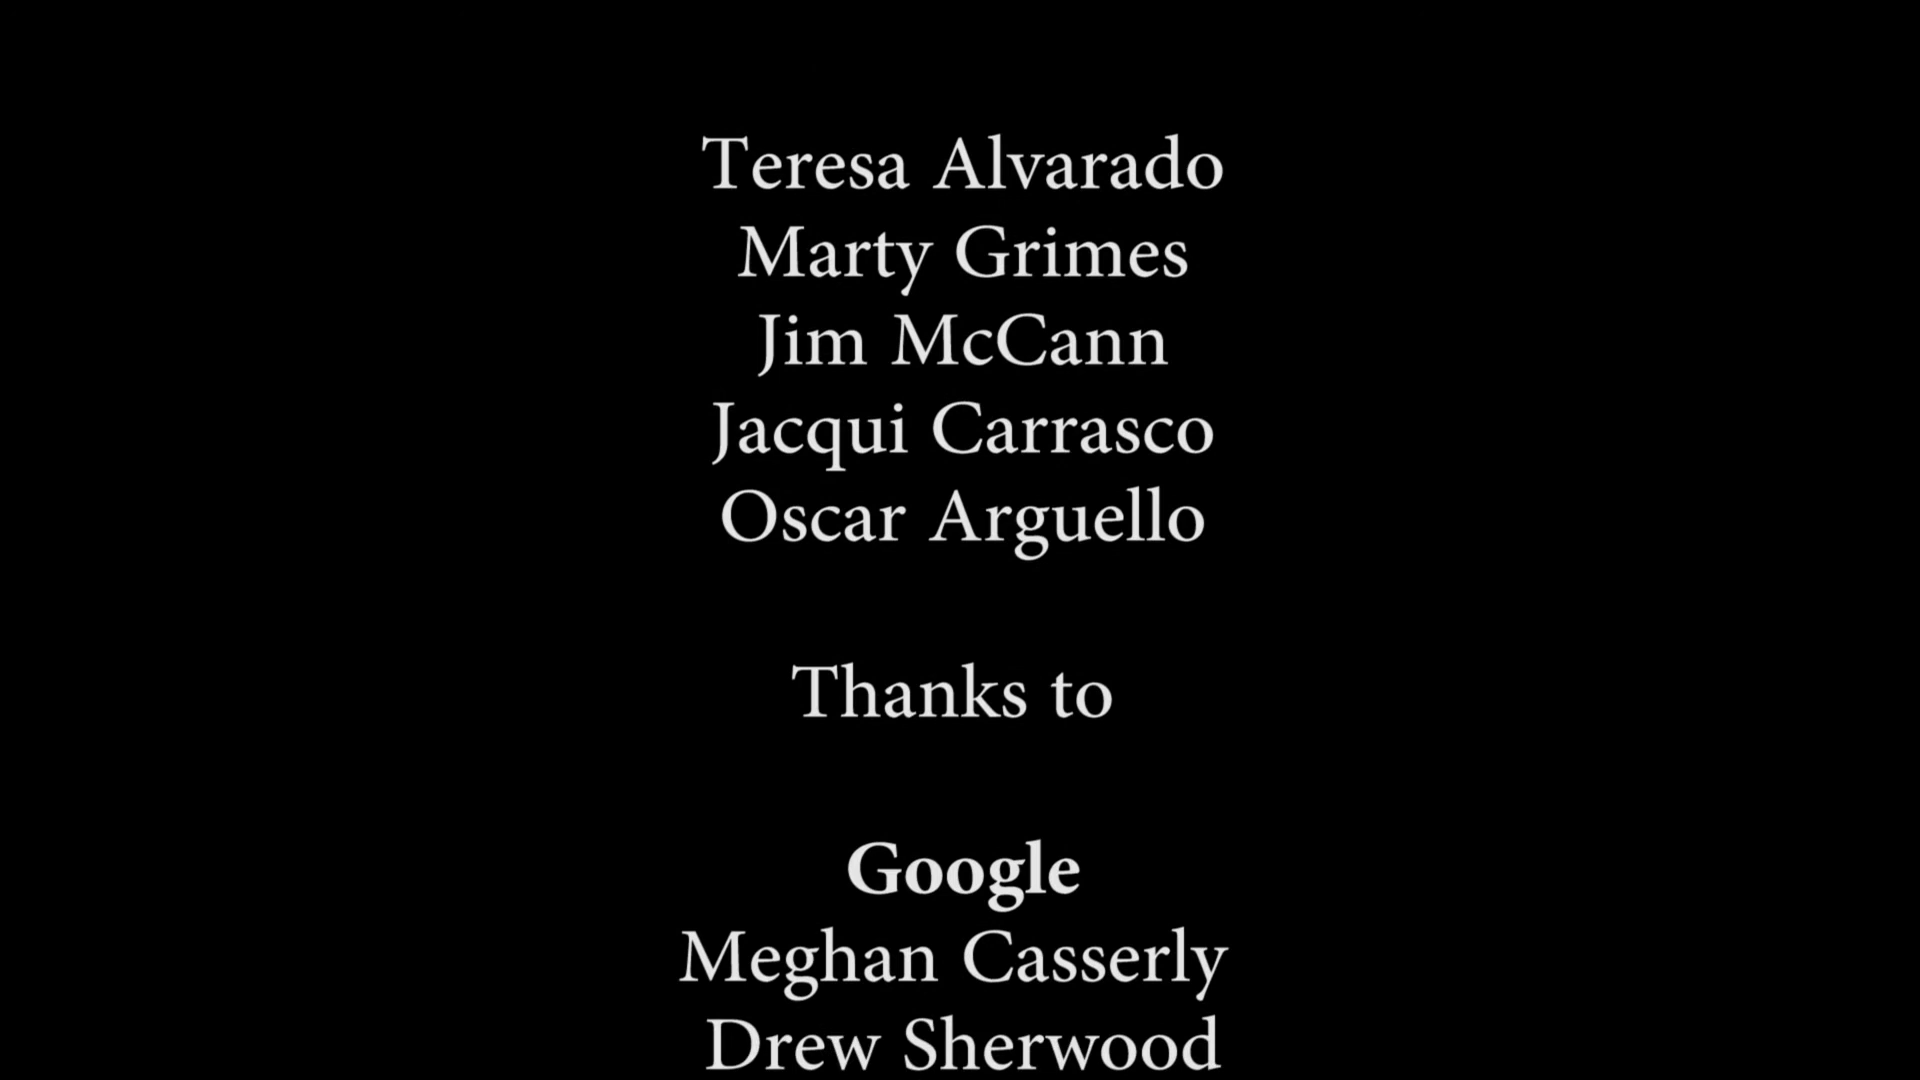 Teresa Alvarado
Marty Grimes
Jim McCann
Jacqui Carrasco
Oscar Arguello
Thanks to
Google
Meghan Casserly
Drew Sherwood